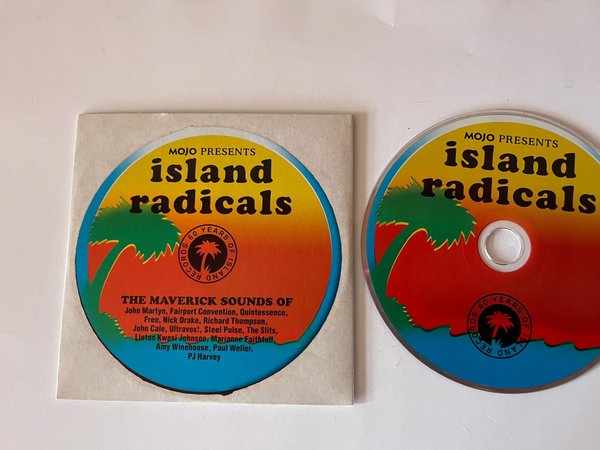 MOJO PRESENTS
island
radicals
60 YEARS OF ISLAND RECORDS
THE MAVERICK SOUNDS OF
John Martyn, Fairport Convention, Quintessence,
Free, Nick Drake, Richard Thompson,
John Cale, Ultravox!, Steel Pulse, The Slits,
Linton Kwesi Johnson, Marianne Faithfull,
Amy Winehouse, Paul Weller,
PJ Harvey
MOJO PRESENTS
island
radicals
60 YEARS OF ISLAND RECORDS